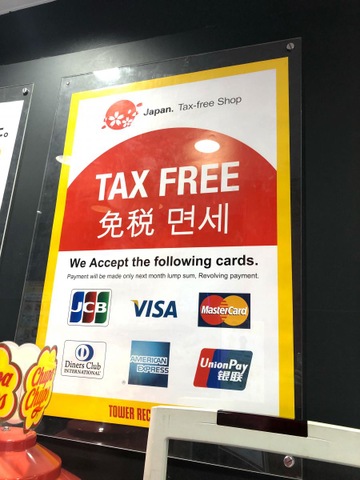 Japan. Tax-free Shop
TAX FREE
免税 면세
We Accept the following cards.
Payment will be made only next month lump sum, Revolving payment.
JCB VISA MasterCard
Diners Club
INTERNATIONAL
AMERICAN
EXPRESS
UnionPay
银联
TOWER REC
Chupa
Chups